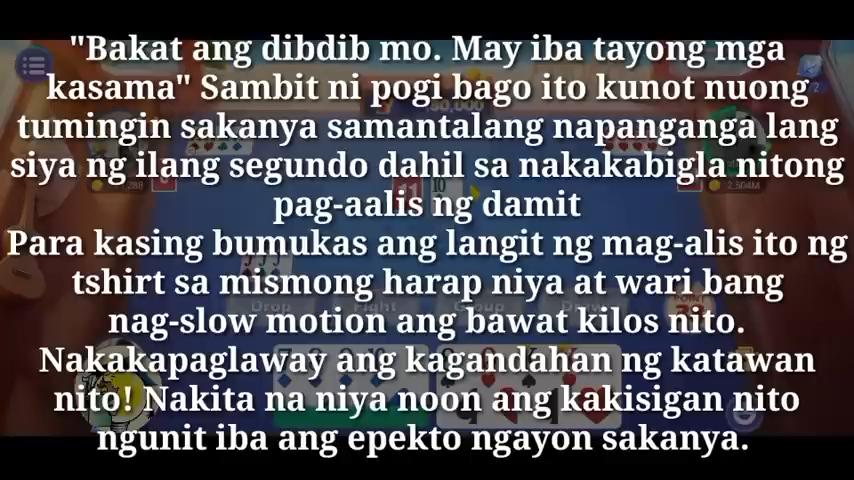 "Bakat ang dibdib mo. May iba tayong mga
kasama" Sambit ni pogi bago ito kunot nuong
tumingin sakanya samantalang napanganga lang
siya ng ilang segundo dahil sa nakakabigla nitong
pag-aalis ng damit
Para kasing bumukas ang langit ng mag-alis ito ng
tshirt sa mismong harap niya at wari bang
nag-slow motion ang bawat kilos nito.
Nakakapaglaway ang kagandahan ng katawan
nito! Nakita na niya noon ang kakisigan nito
ngunit iba ang epekto ngayon sakanya.